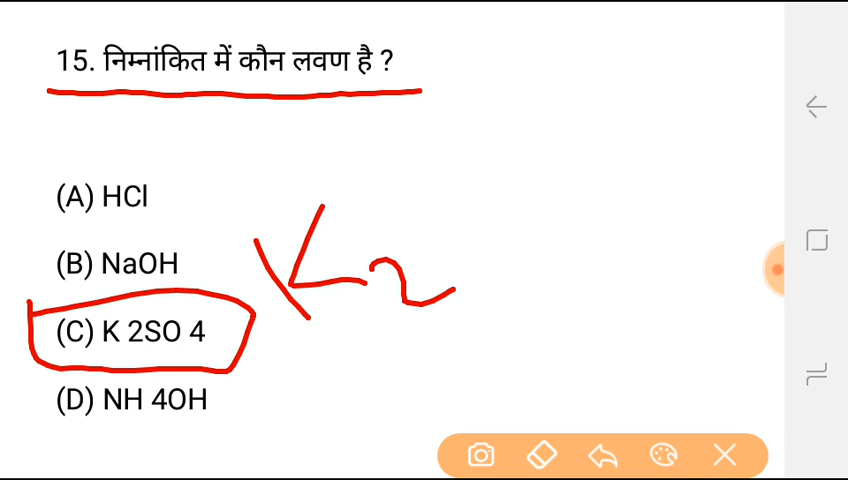 15. निम्नांकित में कौन लवण है ?
(A) HCl
(B) NaOH
K2
(C) K 2SO 4
(D) NH 4OH